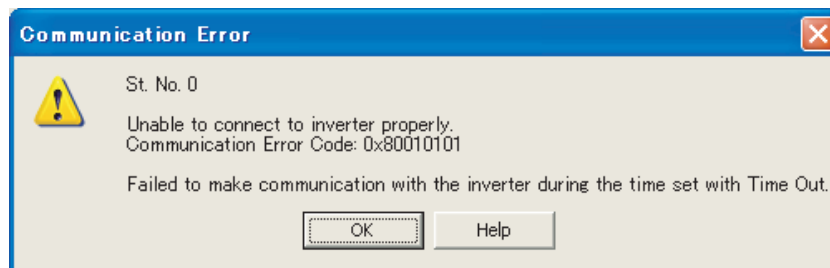 Communication Error
St. No. 0
Unable to connect to inverter properly.
Communication Error Code: 0x80010101
Failed to make communication with the inverter during the time set with Time Out.
OK
Help